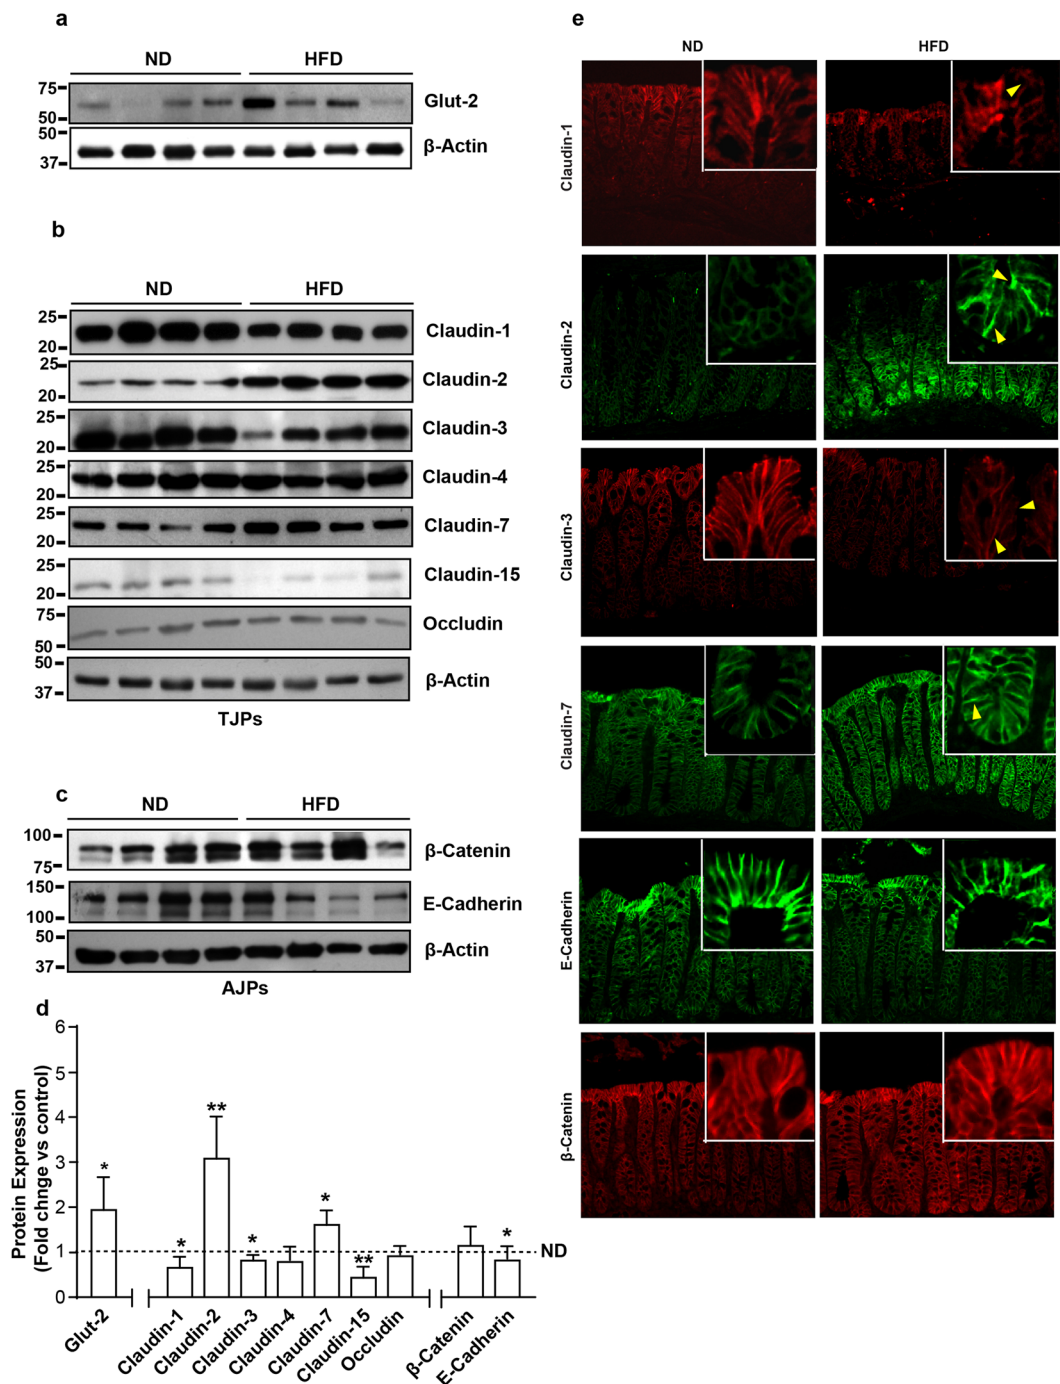 a
ND HFD
75
50
Glut-2
50
37
β-Actin
b
ND HFD
25
20
Claudin-1
25
20
Claudin-2
25
20
Claudin-3
25
20
Claudin-4
25
25
Claudin-7
25
20
Claudin-15
75
50
Occludin
50
37
β-Actin
TJPs
c
ND HFD
100
75
β-Catenin
150
100
E-Cadherin
50
37
β-Actin
AJPs
d
Protein Expression
(Fold chnge vs control)
6
5
4
3
2
1
0
*
*
**
*
*
**
*
ND
Glut-2
Claudin-1
Claudin-2
Claudin-3
Claudin-4
Claudin-7
Claudin-15
Occludin
β-Catenin
E-Cadherin
e
ND HFD
Claudin-1
Claudin-2
Claudin-3
Claudin-7
E-Cadherin
β-Catenin